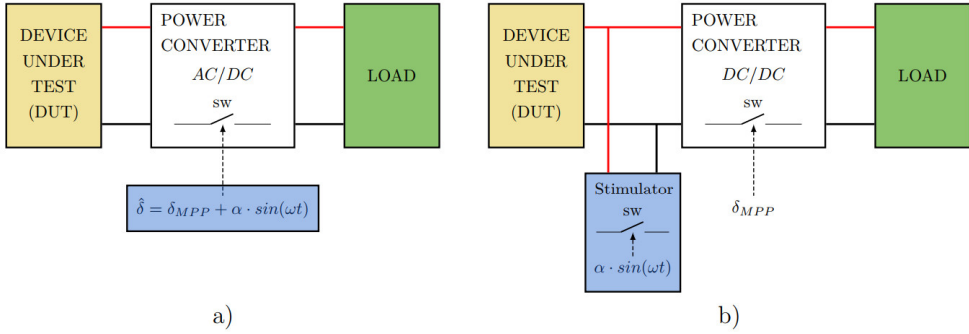 DEVICE
UNDER
TEST
(DUT)
POWER
CONVERTER
AC/DC
sw
LOAD
δ̂ = δ_MPP + α · sin(ωt)
a)
DEVICE
UNDER
TEST
(DUT)
POWER
CONVERTER
DC/DC
sw
LOAD
Stimulator
sw
α · sin(ωt)
δ_MPP
b)